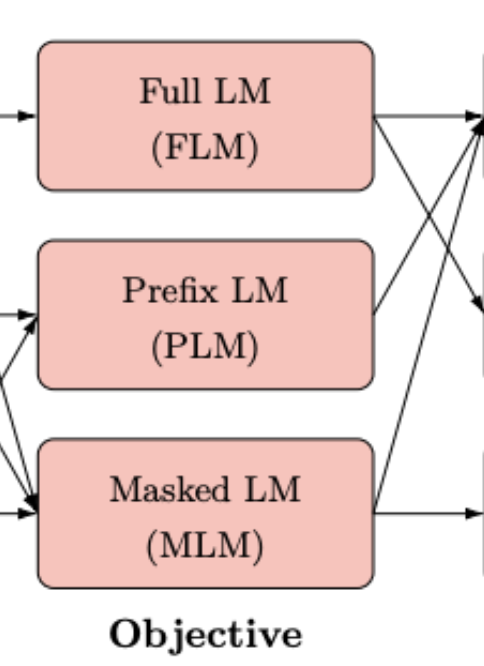 Full LM
(FLM)
Prefix LM
(PLM)
Masked LM
(MLM)
Objective